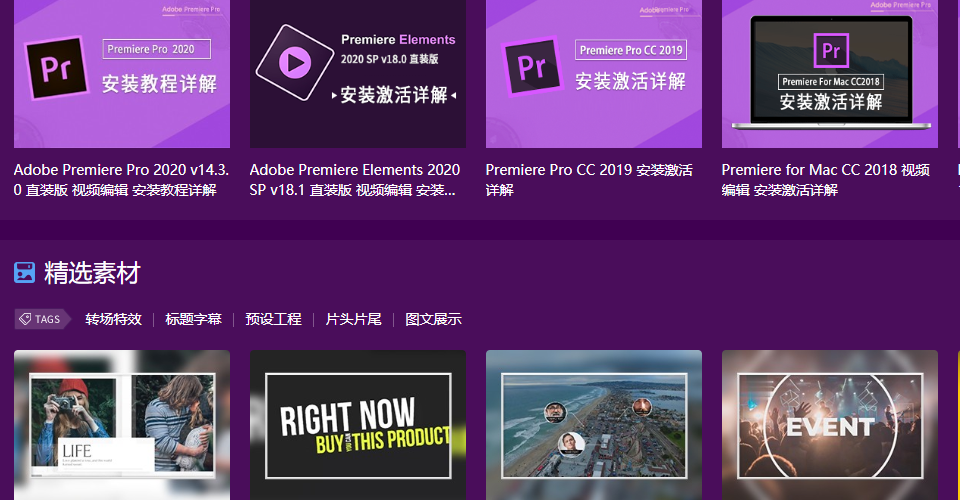 Adobe Premiere Pro
Pr
Premiere Pro 2020
安装教程详解
Premiere Elements
2020 SP v18.0 直装版
安装激活详解
Adobe Premiere Pro
Pr
Premiere Pro CC 2019
安装激活详解
Adobe Premiere Pro
Pr
Premiere For Mac CC2018
安装激活详解
Adobe Premiere Pro 2020 v14.3.
0 直装版 视频编辑 安装教程详解
Adobe Premiere Elements 2020
SP v18.1 直装版 视频编辑 安装...
Premiere Pro CC 2019 安装激活
详解
Premiere for Mac CC 2018 视频
编辑 安装激活详解
精选素材
TAGS
转场特效 | 标题字幕 | 预设工程 | 片头片尾 | 图文展示
LIFE
RIGHT NOW
BUY YOU CAN THIS PRODUCT
EVENT